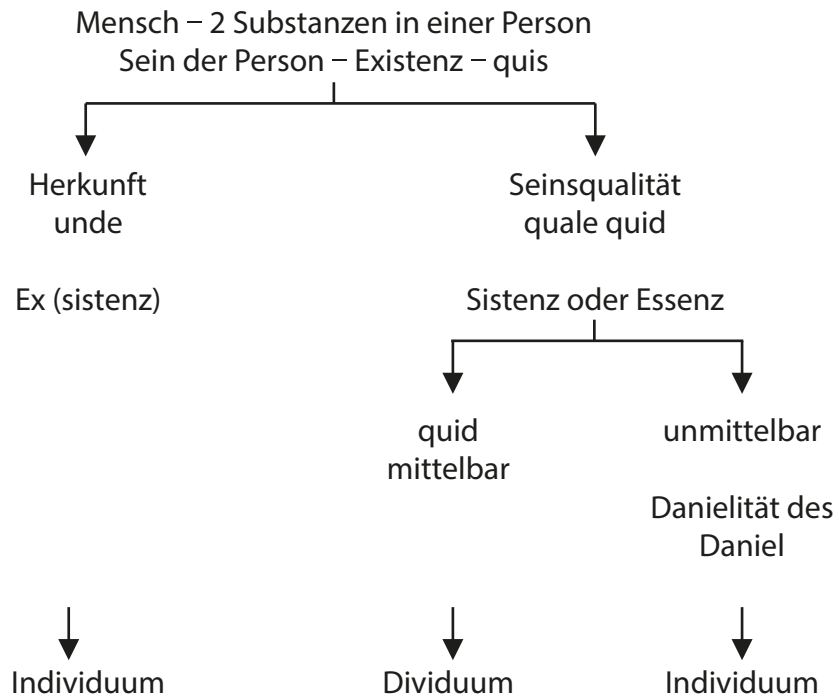 Mensch – 2 Substanzen in einer Person
Sein der Person – Existenz – quis
Herkunft
unde
Seinsqualität
quale quid
Ex (sistenz)
Sistenz oder Essenz
quid
mittelbar
unmittelbar
Danielität des
Daniel
Individuum
Dividuum
Individuum